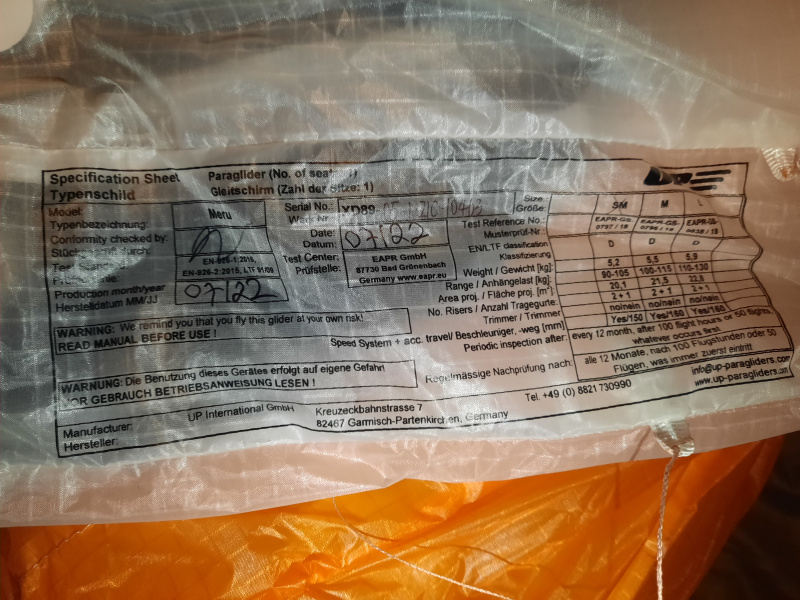 Specification Sheet
Typenschild
Paraglider (No. of seats: 1)
Gleitschirm (Zahl der Sitze: 1)
Model:
Typenbezeichnung:
Meru
Serial No.:
Date:
Datum:
07/22
Conformity checked by:
EN-926-2:2015, LTF 91/09
Test Center:
Prüfstelle:
EAPR GmbH
87730 Bad Grönenbach
Germany www.eapr.eu
Production month/year
Herstelldatum MM/JJ
07/22
Size:
Größe:
SM M L
Test Reference No.:
Musterprüf-Nr.:
EAPR-GS- EAPR-GS- EAPR-GS-
EN/LTF classification
Klassifizierung
D D D
Weight / Gewicht [kg]:
5,2 5,5 5,9
Range / Anhängelast [kg]:
90-105 100-115 110-130
Area proj. / Fläche proj. [m²]:
20,1 21,5
No. Risers / Anzahl Tragegurte:
2+1 2+1 2+1
Trimmer / Trimmer
no/nein no/nein no/nein
Speed System + acc. travel/ Beschleuniger, -weg [mm]
Yes/150 Yes/150 Yes/150
Periodic inspection after:
every 12 month, after 100 flight hours or 50 flights,
whatever occurs first
Regelmässige Nachprüfung nach:
alle 12 Monate, nach 100 Flugstunden oder 50
Flügen, was immer zuerst eintritt
WARNING: We remind you that you fly this glider at your own risk!
READ MANUAL BEFORE USE !
WARNUNG: Die Benutzung dieses Gerätes erfolgt auf eigene Gefahr!
VOR GEBRAUCH BETRIEBSANWEISUNG LESEN !
Manufacturer:
Hersteller:
UP International GmbH
Kreuzeckbahnstrasse 7
82467 Garmisch-Partenkirchen, Germany
Tel. +49 (0) 8821 730990
info@up-paragliders.com
www.up-paragliders.com